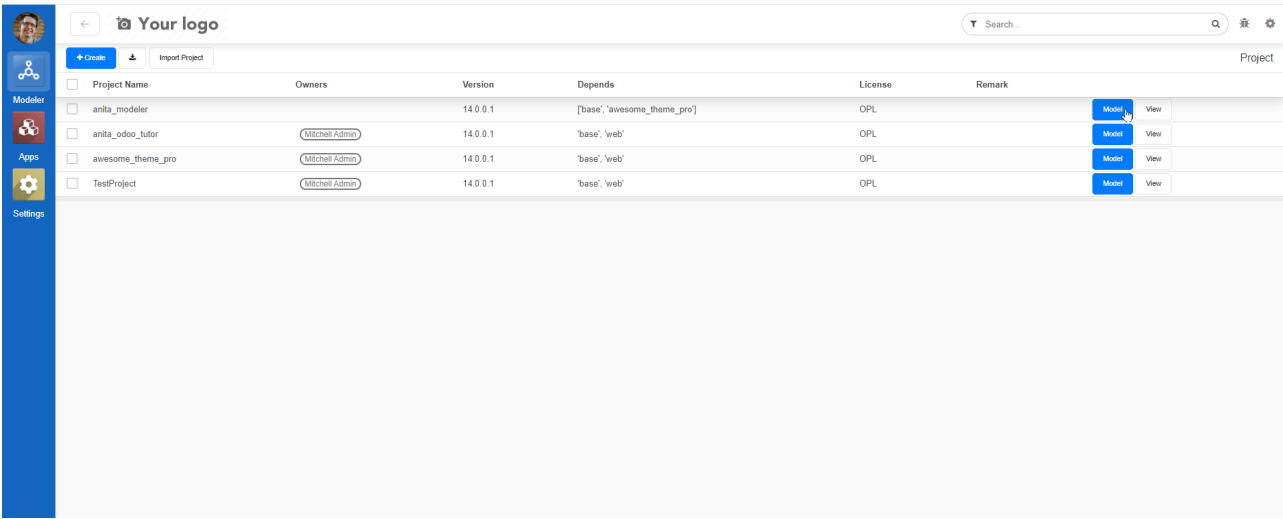 Your logo
Search...
Create
Import Project
Project
Project Name Owners Version Depends License Remark
anita_modeler 14.0.0.1 ['base', 'awesome_theme_pro'] OPL Model View
anita_odoo_tutor Mitchell Admin 14.0.0.1 'base', 'web' OPL Model View
awesome_theme_pro Mitchell Admin 14.0.0.1 'base', 'web' OPL Model View
TestProject Mitchell Admin 14.0.0.1 'base', 'web' OPL Model View
Modeler
Apps
Settings